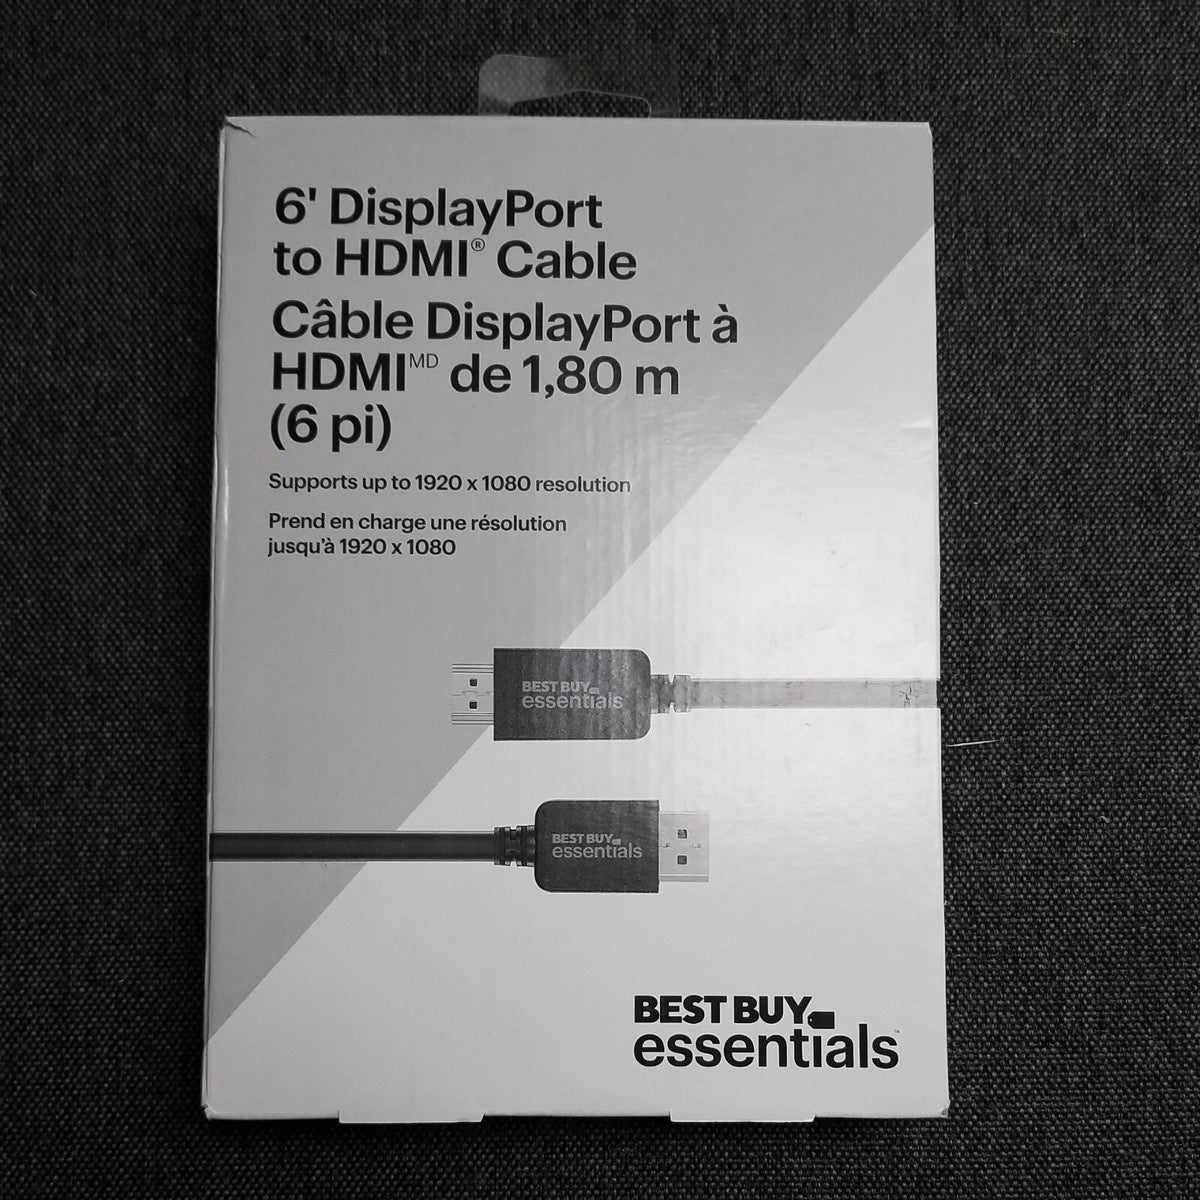 6' DisplayPort
to HDMI® Cable
Câble DisplayPort à
HDMIᴹᴰ de 1,80 m
(6 pi)
Supports up to 1920 x 1080 resolution
Prend en charge une résolution
jusqu'à 1920 x 1080
BEST BUY
essentials
BEST BUY
essentials
BEST BUY
essentials™